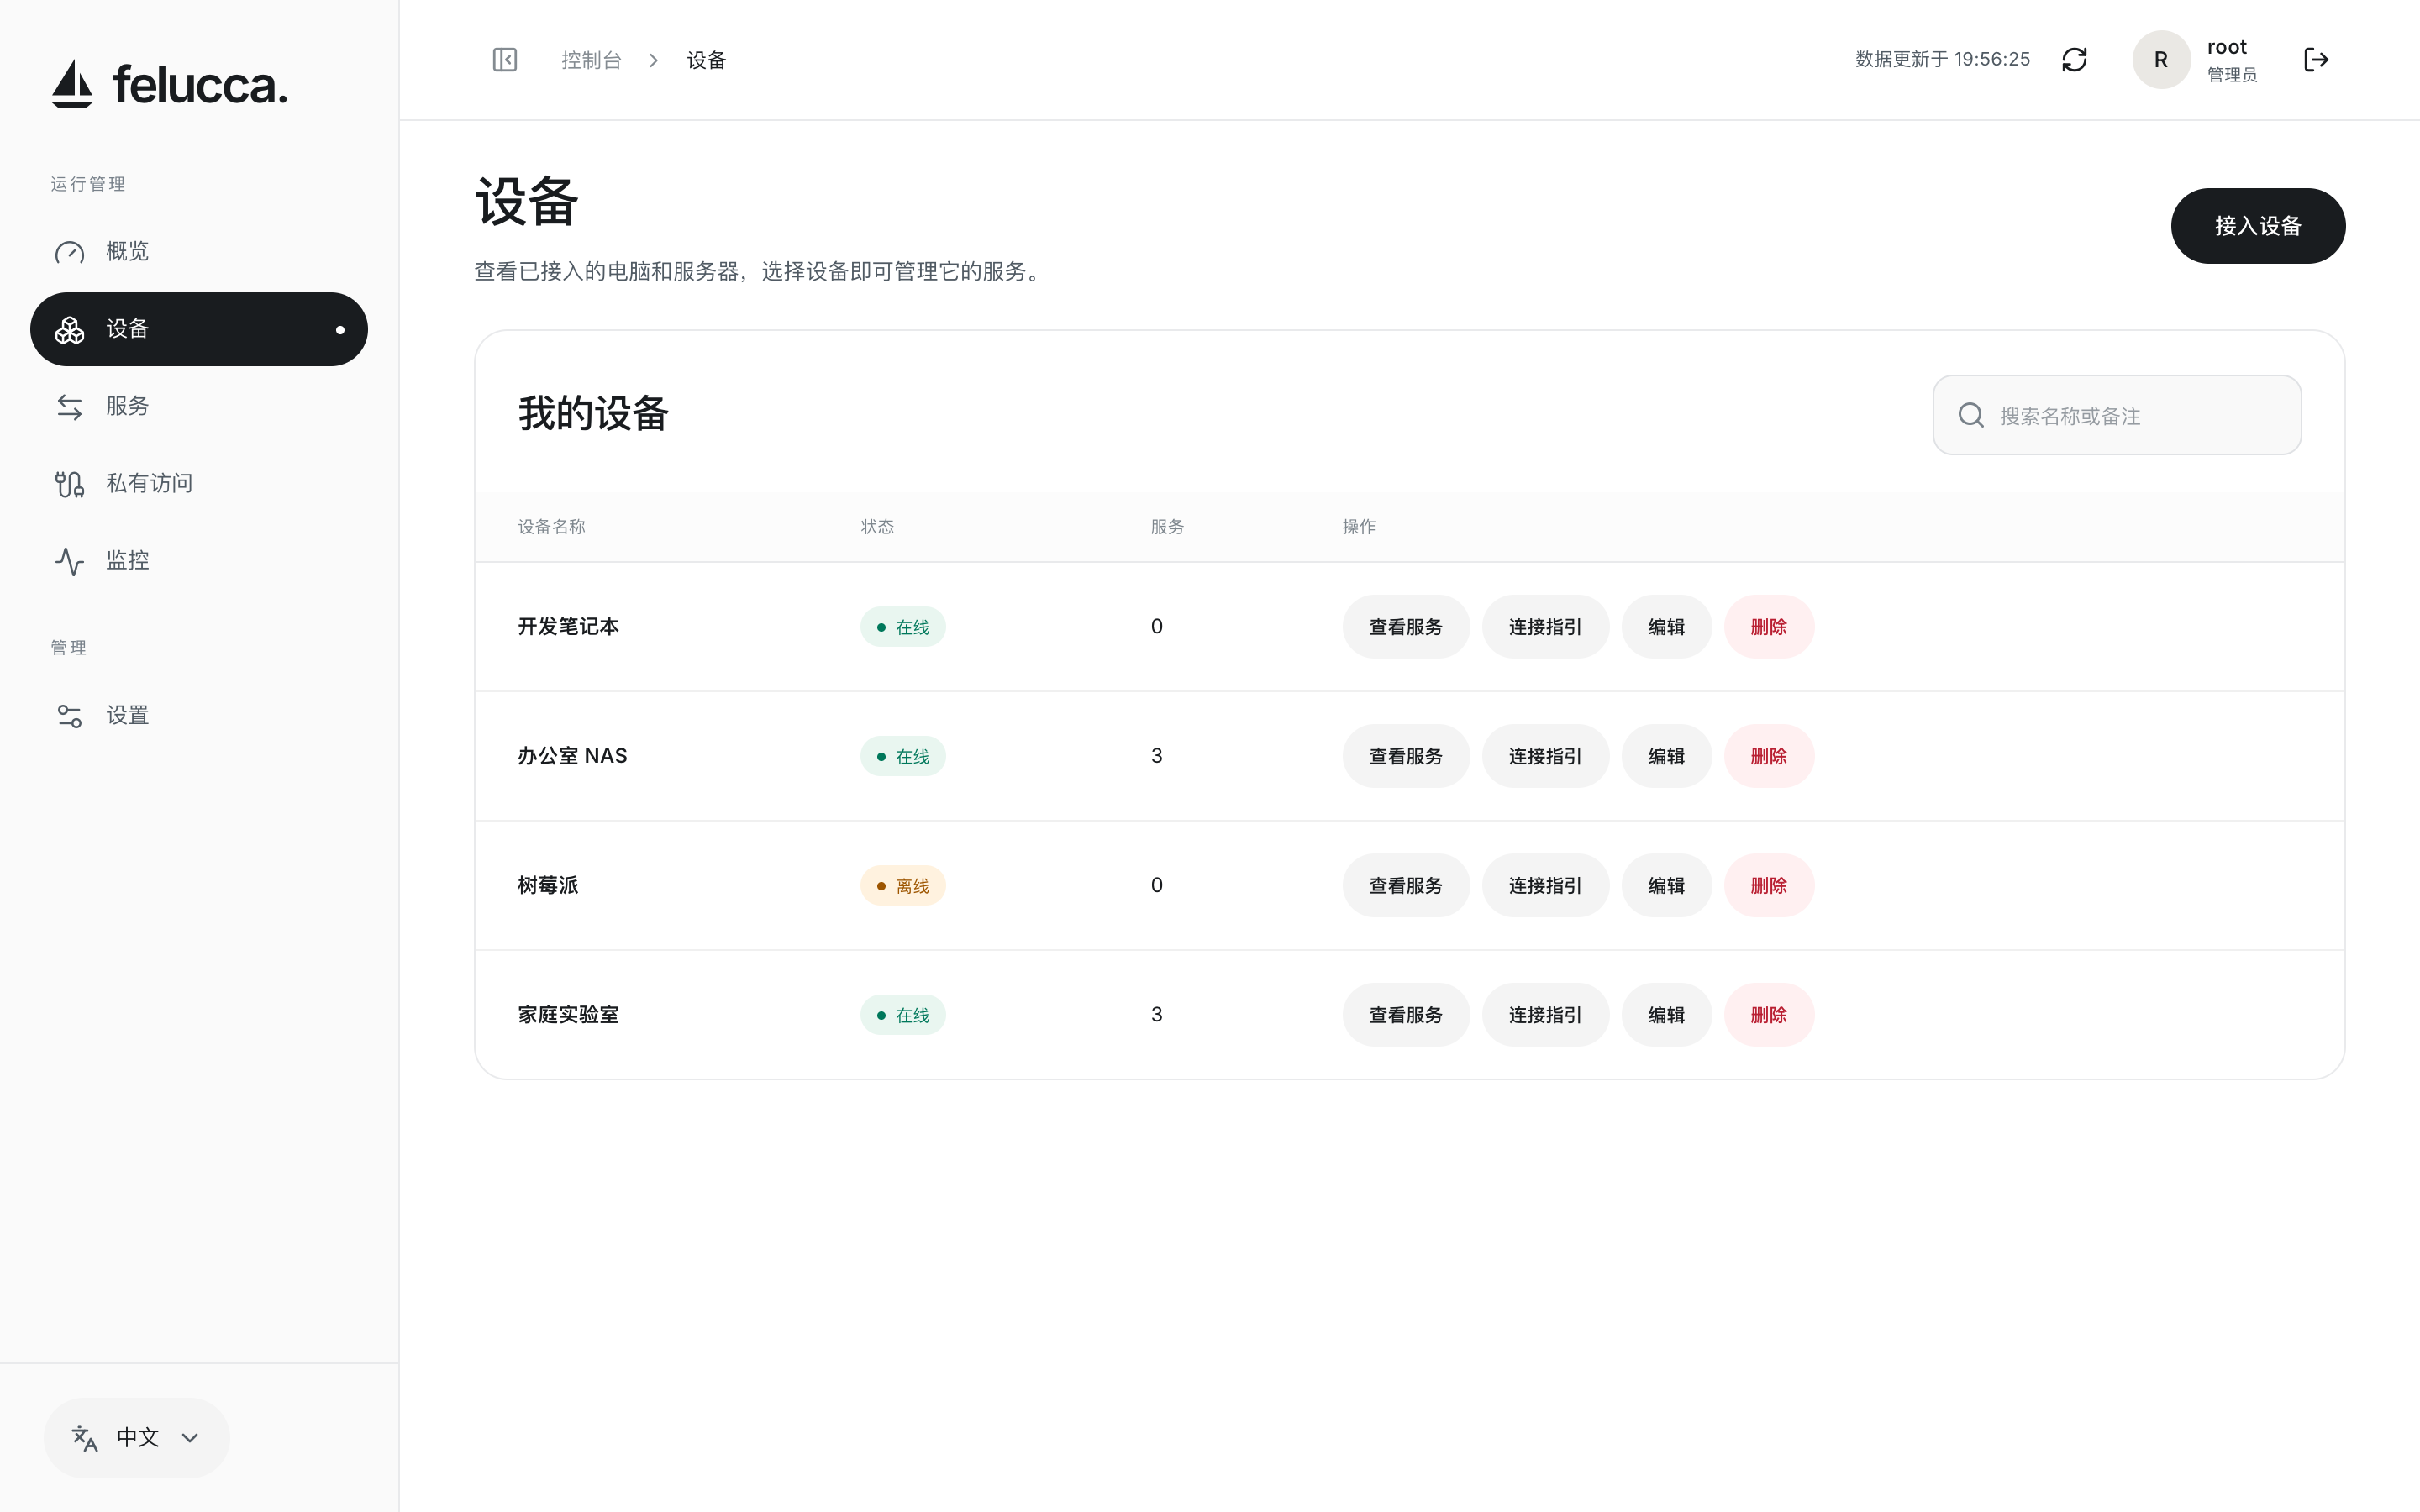 felucca.
运行管理
概览
设备
服务
私有访问
监控
管理
设置
中文
控制台 设备
数据更新于 19:56:25
R
root
管理员
设备
查看已接入的电脑和服务器，选择设备即可管理它的服务。
接入设备
我的设备
搜索名称或备注
设备名称 状态 服务 操作
开发笔记本 在线 0 查看服务 连接指引 编辑 删除
办公室 NAS 在线 3 查看服务 连接指引 编辑 删除
树莓派 离线 0 查看服务 连接指引 编辑 删除
家庭实验室 在线 3 查看服务 连接指引 编辑 删除